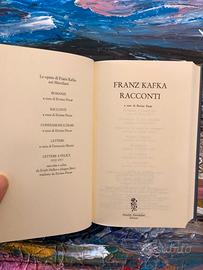 Le opere di Franz Kafka
nei Meridiani
ROMANZI
a cura di Ervino Pocar
RACCONTI
a cura di Ervino Pocar
CONFESSIONI E DIARI
a cura di Ervino Pocar
LETTERE
a cura di Ferruccio Masini
LETTERE A FELICE
FRANZ KAFKA
RACCONTI
a cura di Ervino Pocar
Arnoldo Mondadori
Editore
subito